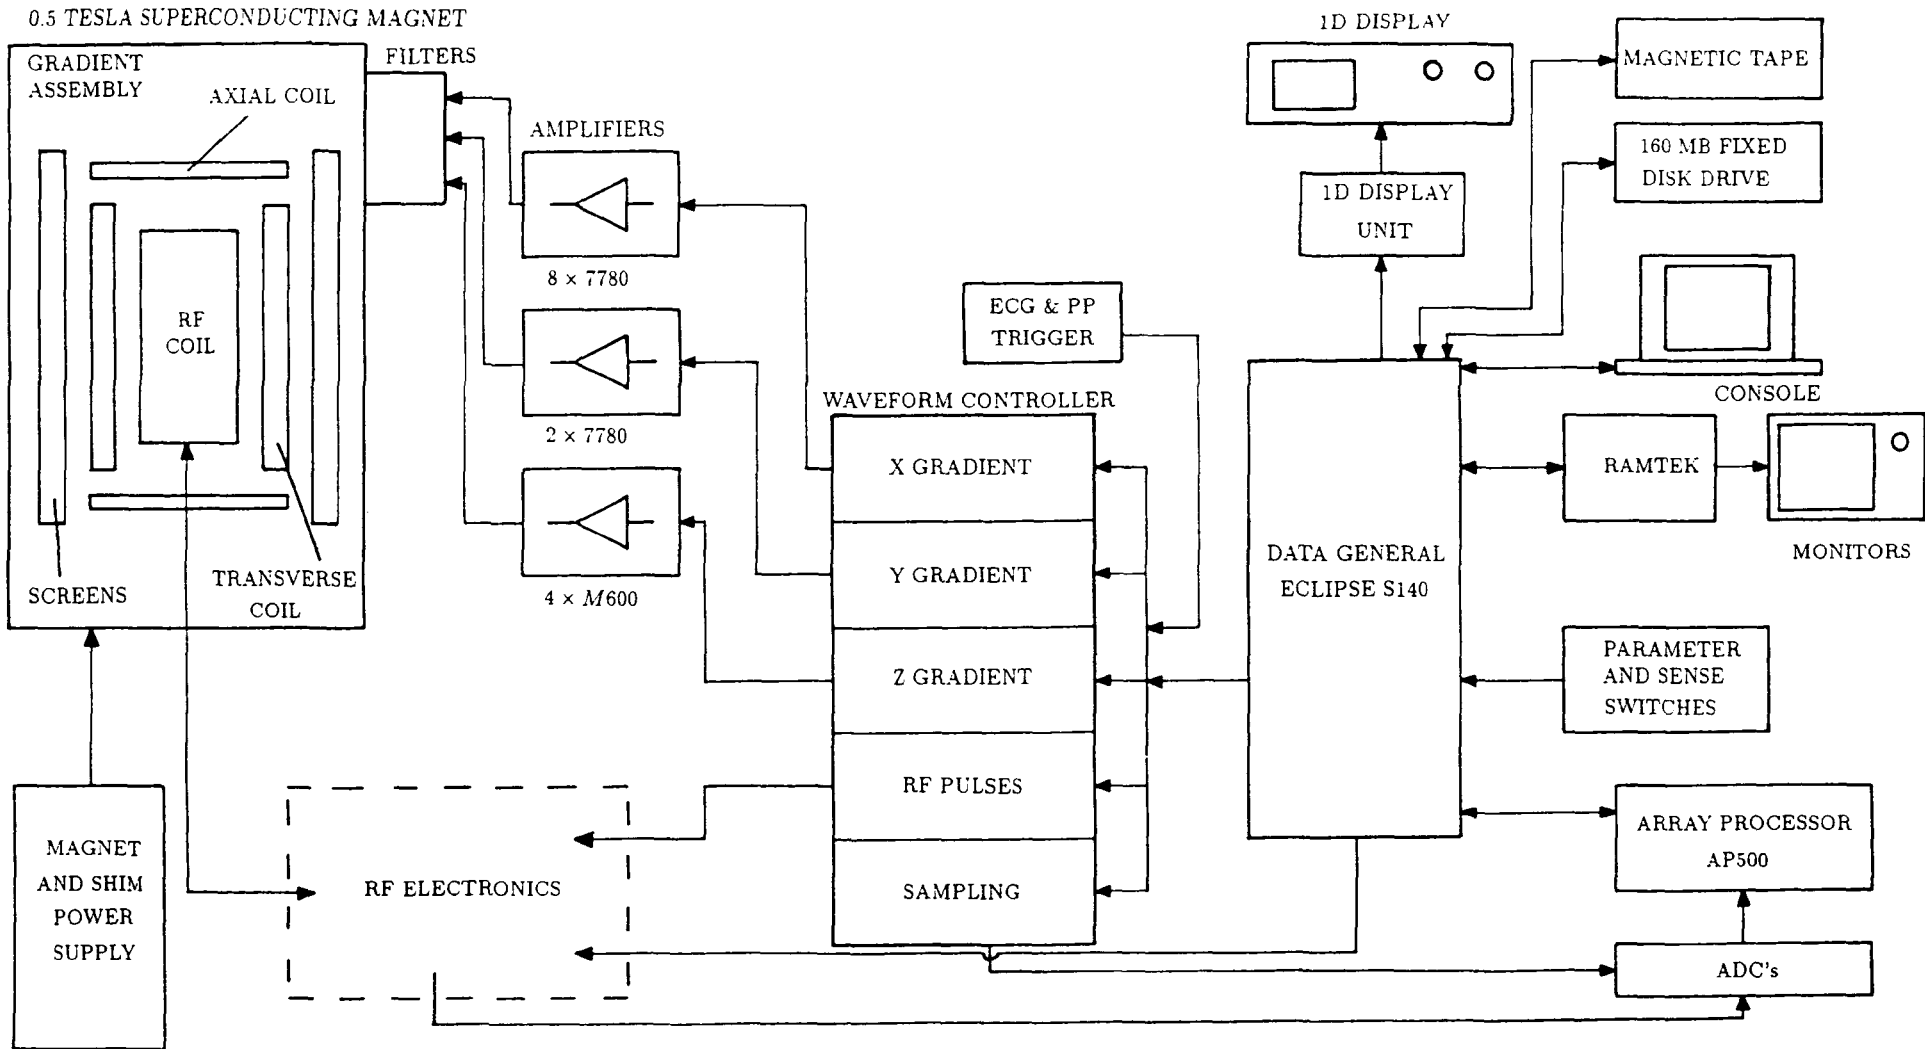 0.5 TESLA SUPERCONDUCTING MAGNET
GRADIENT
ASSEMBLY
AXIAL COIL
RF
COIL
SCREENS
TRANSVERSE
COIL
FILTERS
AMPLIFIERS
8 × 7780
2 × 7780
4 × M600
MAGNET
AND SHIM
POWER
SUPPLY
RF ELECTRONICS
ECG & PP
TRIGGER
WAVEFORM CONTROLLER
X GRADIENT
Y GRADIENT
Z GRADIENT
RF PULSES
SAMPLING
1D DISPLAY
1D DISPLAY
UNIT
DATA GENERAL
ECLIPSE S140
MAGNETIC TAPE
160 MB FIXED
DISK DRIVE
CONSOLE
RAMTEK
MONITORS
PARAMETER
AND SENSE
SWITCHES
ARRAY PROCESSOR
AP500
ADC's